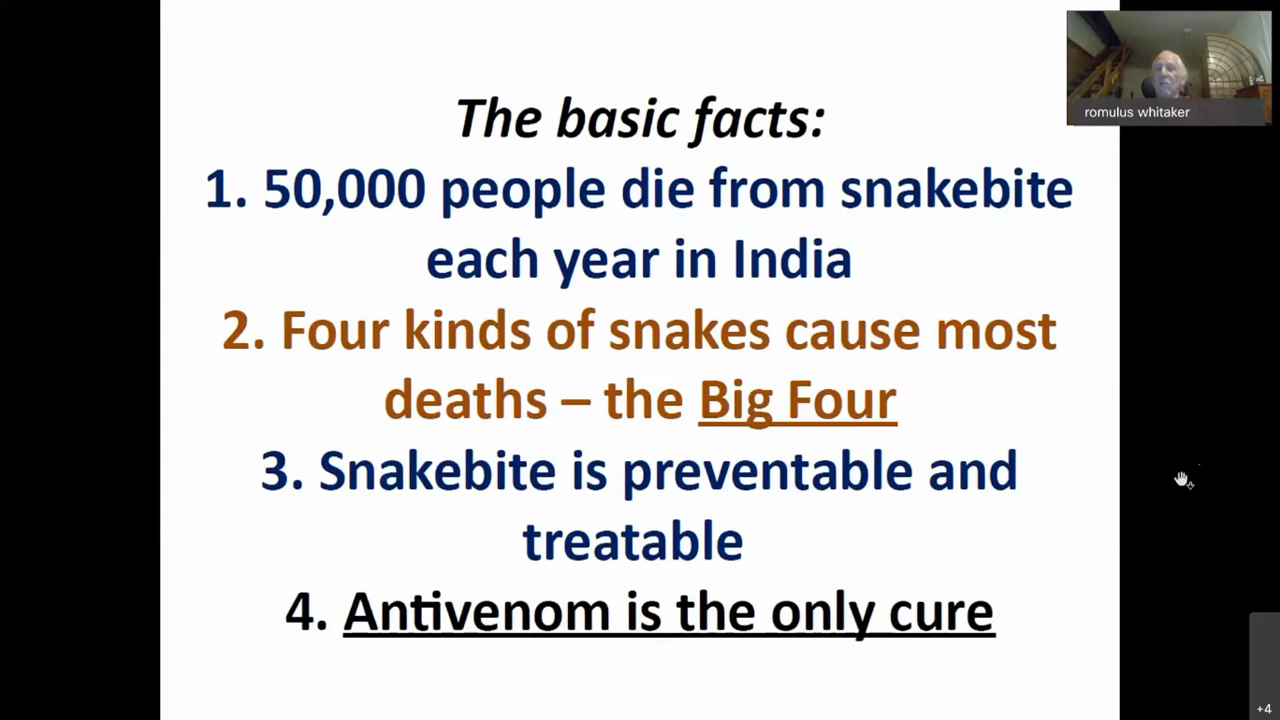 The basic facts:
1. 50,000 people die from snakebite
each year in India
2. Four kinds of snakes cause most
deaths – the Big Four
3. Snakebite is preventable and
treatable
4. Antivenom is the only cure
romulus whitaker
+4